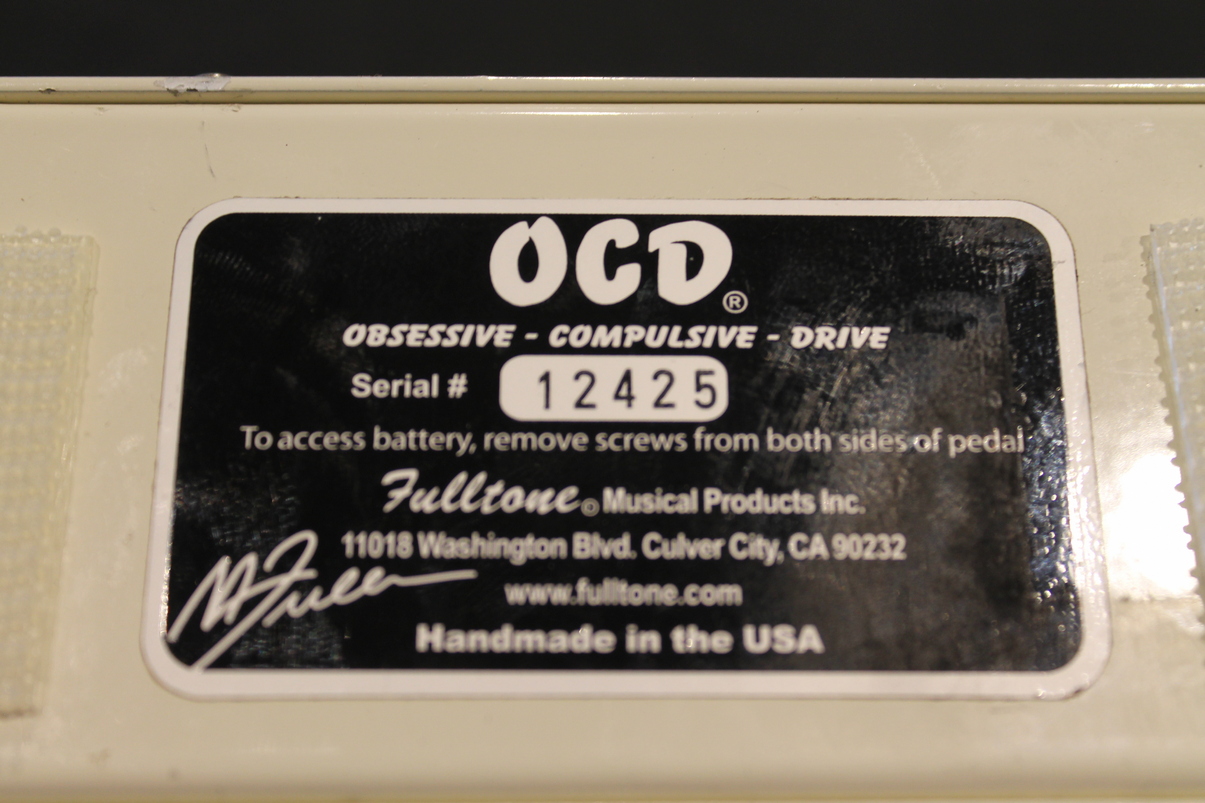 OCD®
OBSESSIVE - COMPULSIVE - DRIVE
Serial # 12425
To access battery, remove screws from both sides of pedal
Fulltone© Musical Products Inc.
11018 Washington Blvd. Culver City, CA 90232
M Fuller
www.fulltone.com
Handmade in the USA